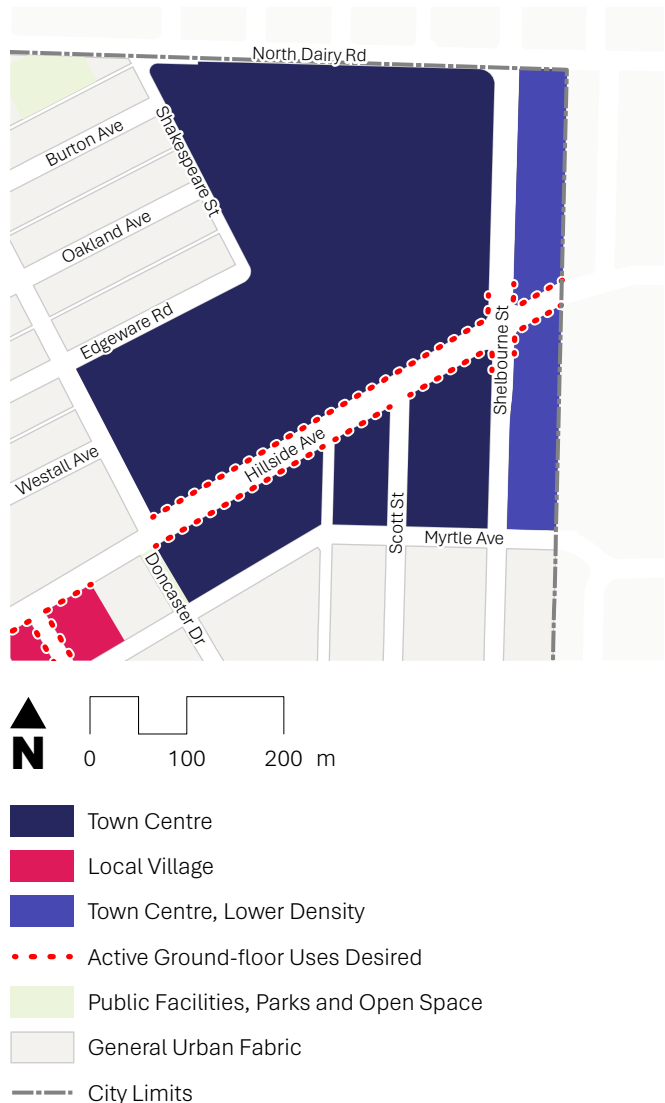 North Dairy Rd
Burton Ave
Shakespeare St
Oakland Ave
Edgeware Rd
Shelbourne St
Hillside Ave
Westall Ave
Scott St
Myrtle Ave
Doncaster Dr
N
0 100 200 m
Town Centre
Local Village
Town Centre, Lower Density
Active Ground-floor Uses Desired
Public Facilities, Parks and Open Space
General Urban Fabric
City Limits